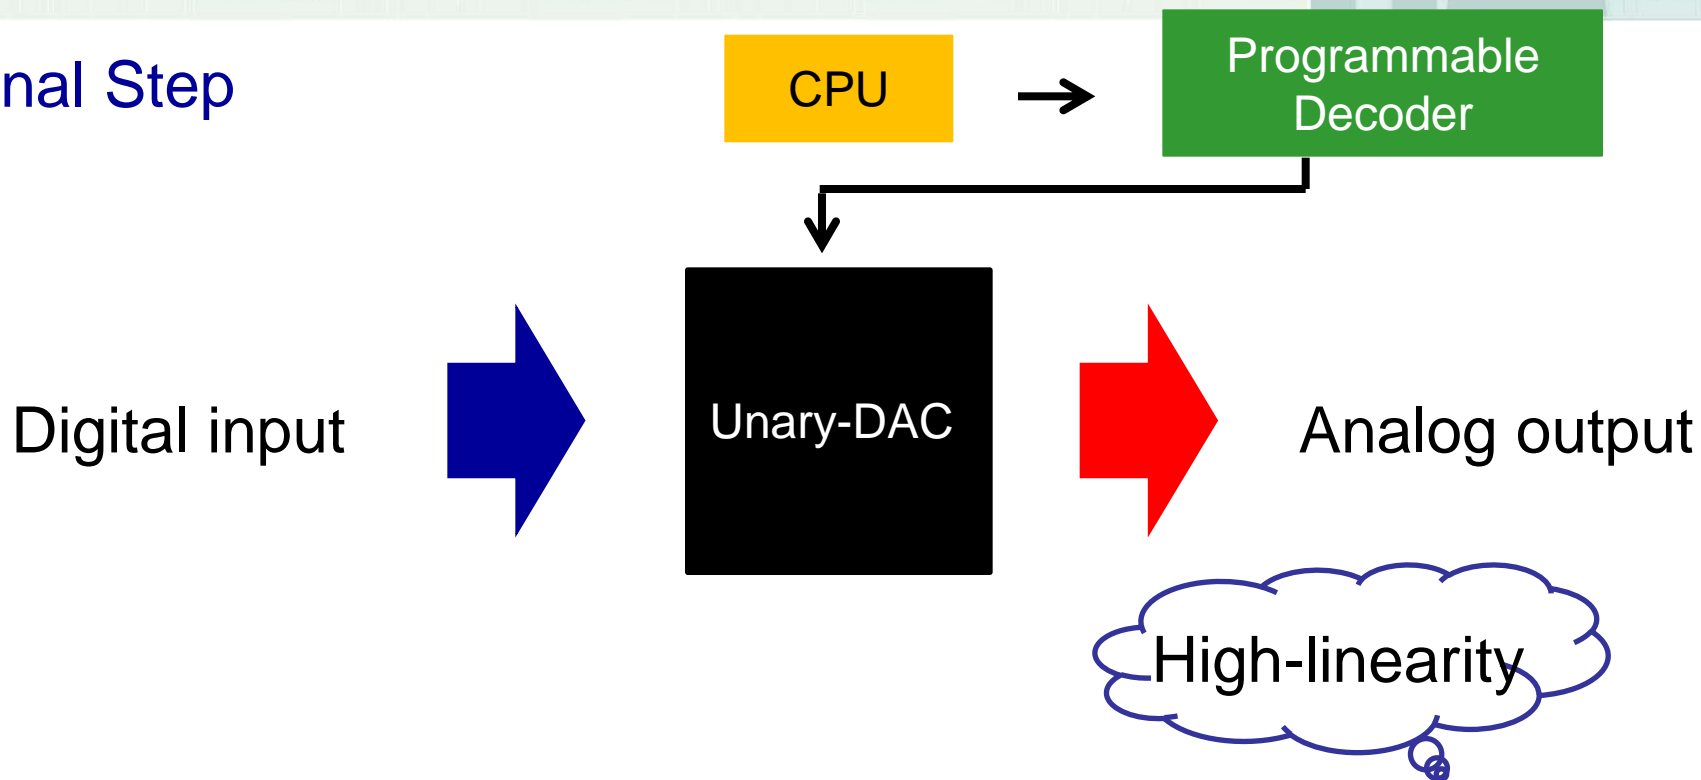 nal Step
CPU
Programmable
Decoder
Digital input
Unary-DAC
Analog output
High-linearity